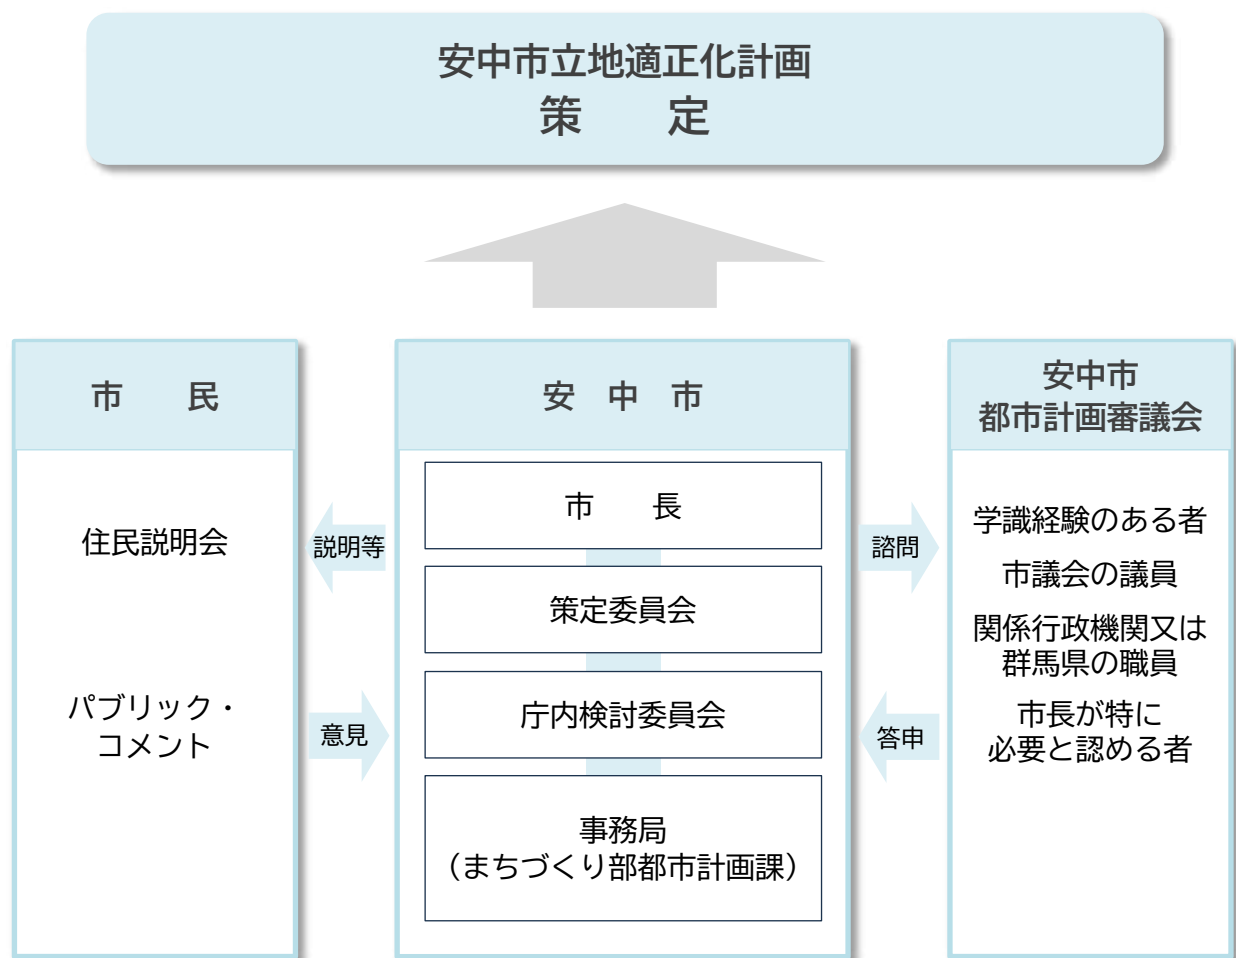 安中市立地適正化計画
策　定
市　民
住民説明会
パブリック・
コメント
説明等
意見
安　中　市
市　長
策定委員会
庁内検討委員会
事務局
（まちづくり部都市計画課）
諮問
答申
安中市
都市計画審議会
学識経験のある者
市議会の議員
関係行政機関又は
群馬県の職員
市長が特に
必要と認める者